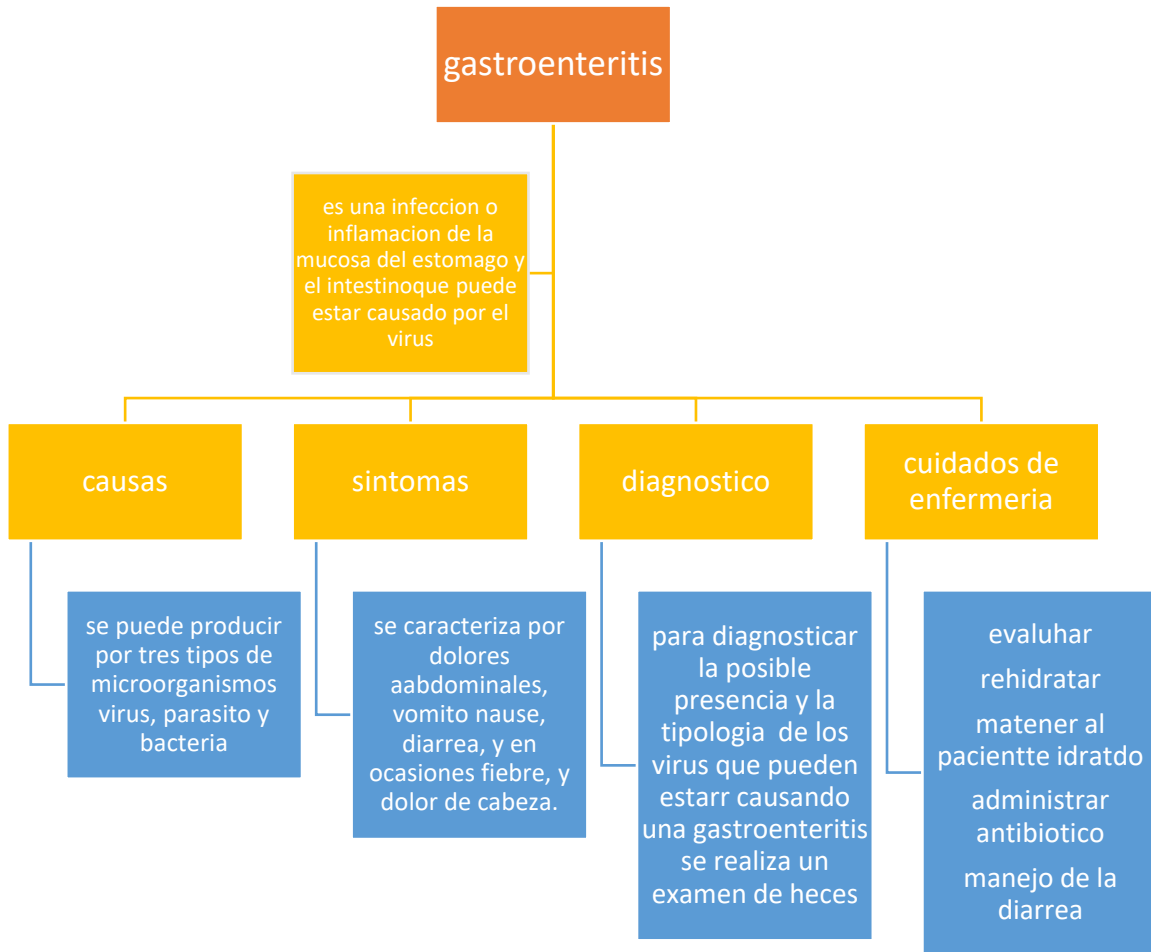 gastroenteritis
es una infeccion o
inflamacion de la
mucosa del estomago y
el intestinoque puede
estar causado por el
virus
causas
sintomas
diagnostico
cuidados de
enfermeria
se puede producir
por tres tipos de
microorganismos
virus, parasito y
bacteria
se caracteriza por
dolores
aabdominales,
vomito nause,
diarrea, y en
ocasiones fiebre, y
dolor de cabeza.
para diagnosticar
la posible
presencia y la
tipologia de los
virus que pueden
estarr causando
una gastroenteritis
se realiza un
examen de heces
evaluhar
rehidratar
matener al
pacientte idratdo
administrar
antibiotico
manejo de la
diarrea